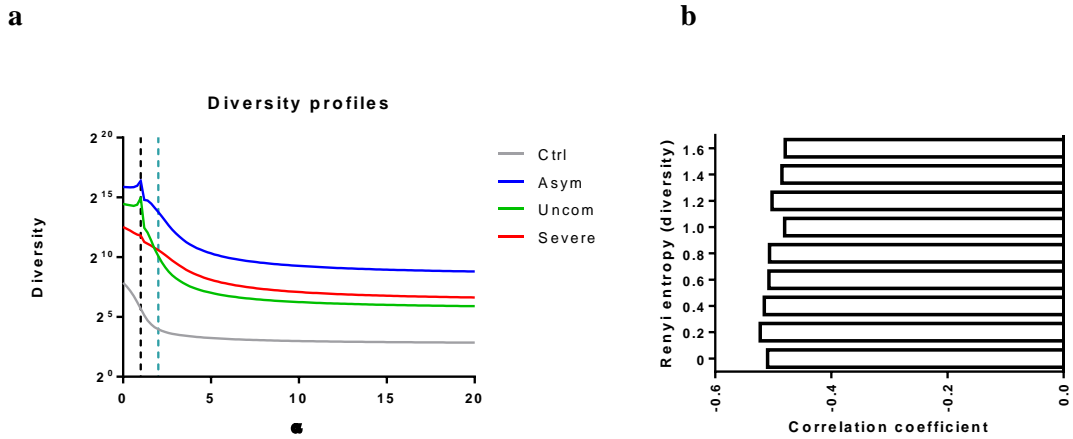 a
b
Diversity profiles
Diversity
2^20
2^15
2^10
2^5
2^0
0 5 10 15 20
α
Ctrl
Asym
Uncom
Severe
Renyi entropy (diversity)
1.6
1.4
1.2
1.0
0.8
0.6
0.4
0.2
0
-0.6 -0.4 -0.2 0.0
Correlation coefficient